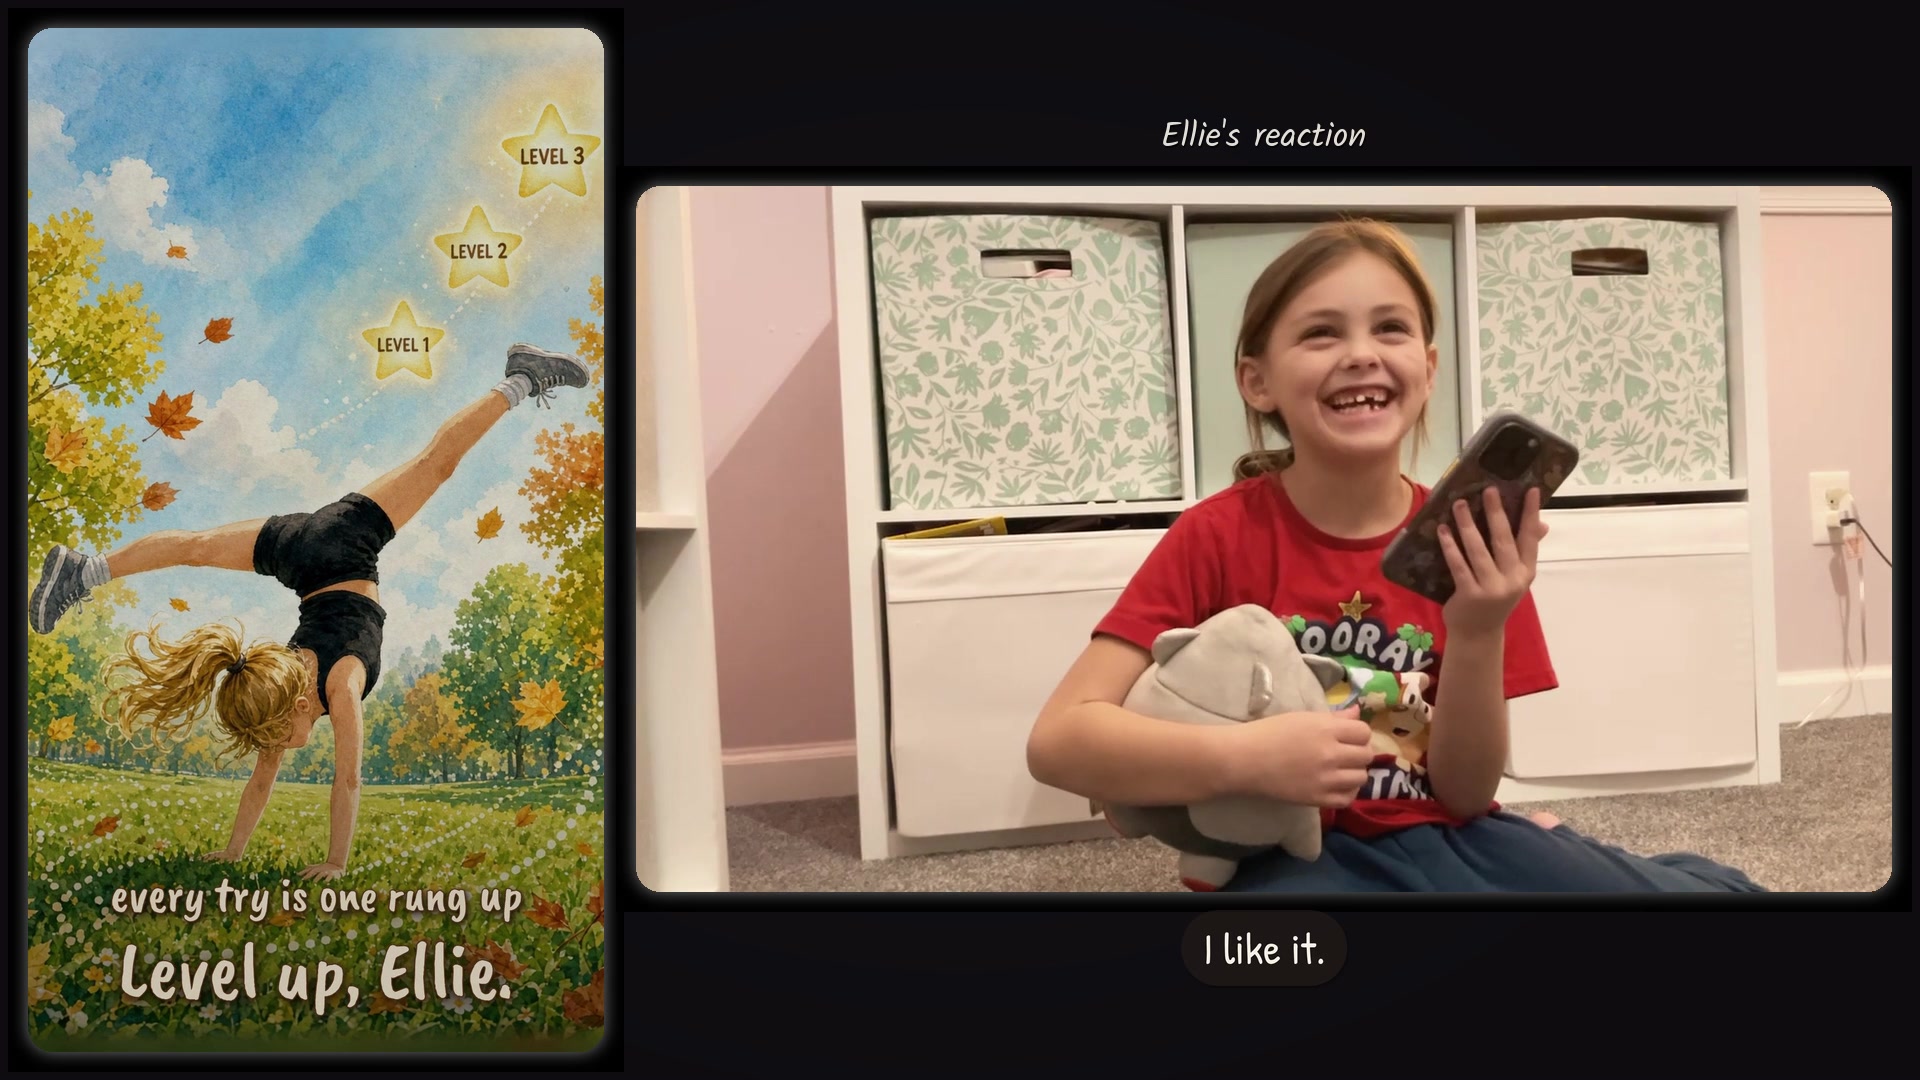 LEVEL 3
LEVEL 2
LEVEL 1
every try is one rung up
Level up, Ellie.
Ellie's reaction
OORAY
I like it.